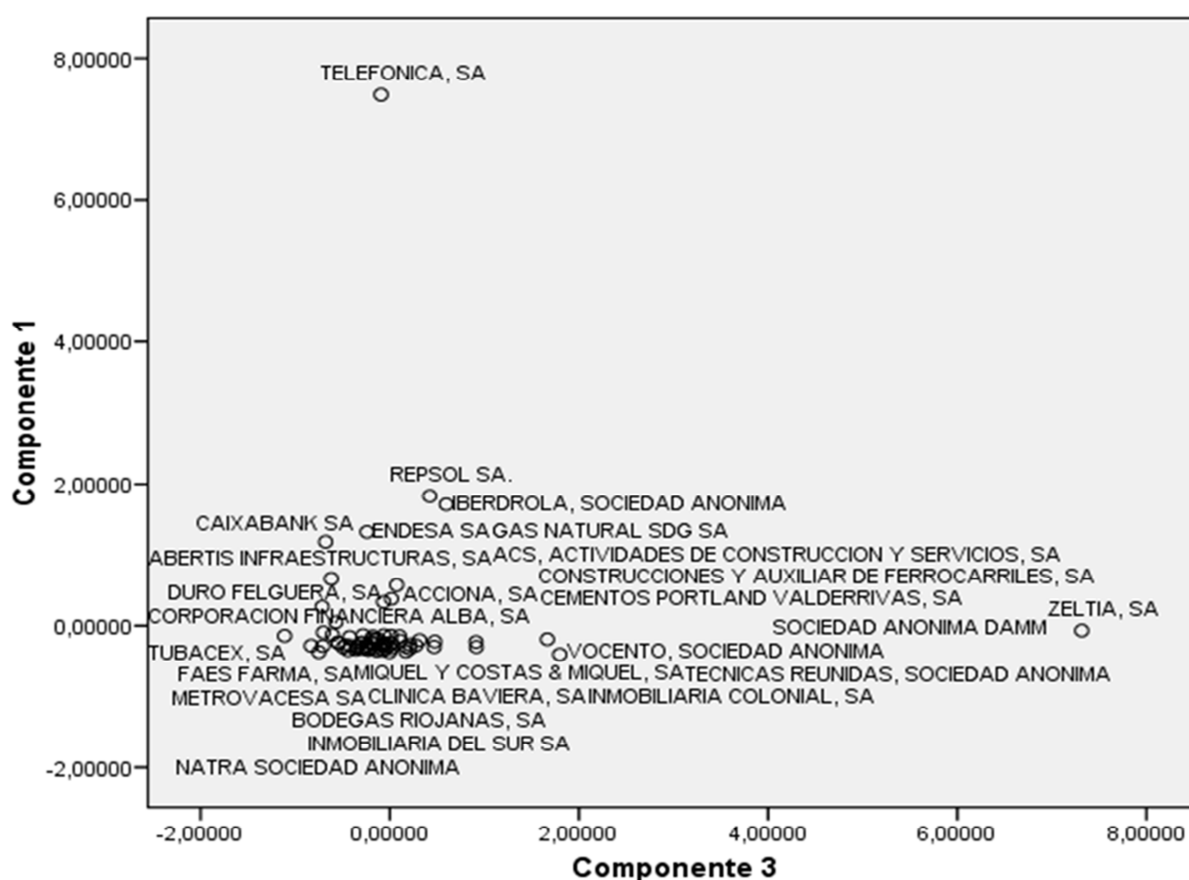 8,00000
TELEFONICA, SA
6,00000
4,00000
Componente 1
REPSOL SA.
2,00000
IBERDROLA, SOCIEDAD ANONIMA
CAIXABANK SA
ENDESA SA GAS NATURAL SDG SA
ABERTIS INFRAESTRUCTURAS, SA ACS, ACTIVIDADES DE CONSTRUCCION Y SERVICIOS, SA
CONSTRUCCIONES Y AUXILIAR DE FERROCARRILES, SA
DURO FELGUERA, SA ACCIONA, SA CEMENTOS PORTLAND VALDERRIVAS, SA
ZELTIA, SA
CORPORACION FINANCIERA ALBA, SA
0,00000
SOCIEDAD ANONIMA DAMM
TUBACEX, SA VOCENTO, SOCIEDAD ANONIMA
FAES FARMA, SA MIQUEL Y COSTAS & MIQUEL, SA TECNICAS REUNIDAS, SOCIEDAD ANONIMA
METROVACESA SA CLINICA BAVIERA, SA INMOBILIARIA COLONIAL, SA
BODEGAS RIOJANAS, SA
INMOBILIARIA DEL SUR SA
-2,00000
NATRA SOCIEDAD ANONIMA
-2,00000 0,00000 2,00000 4,00000 6,00000 8,00000
Componente 3